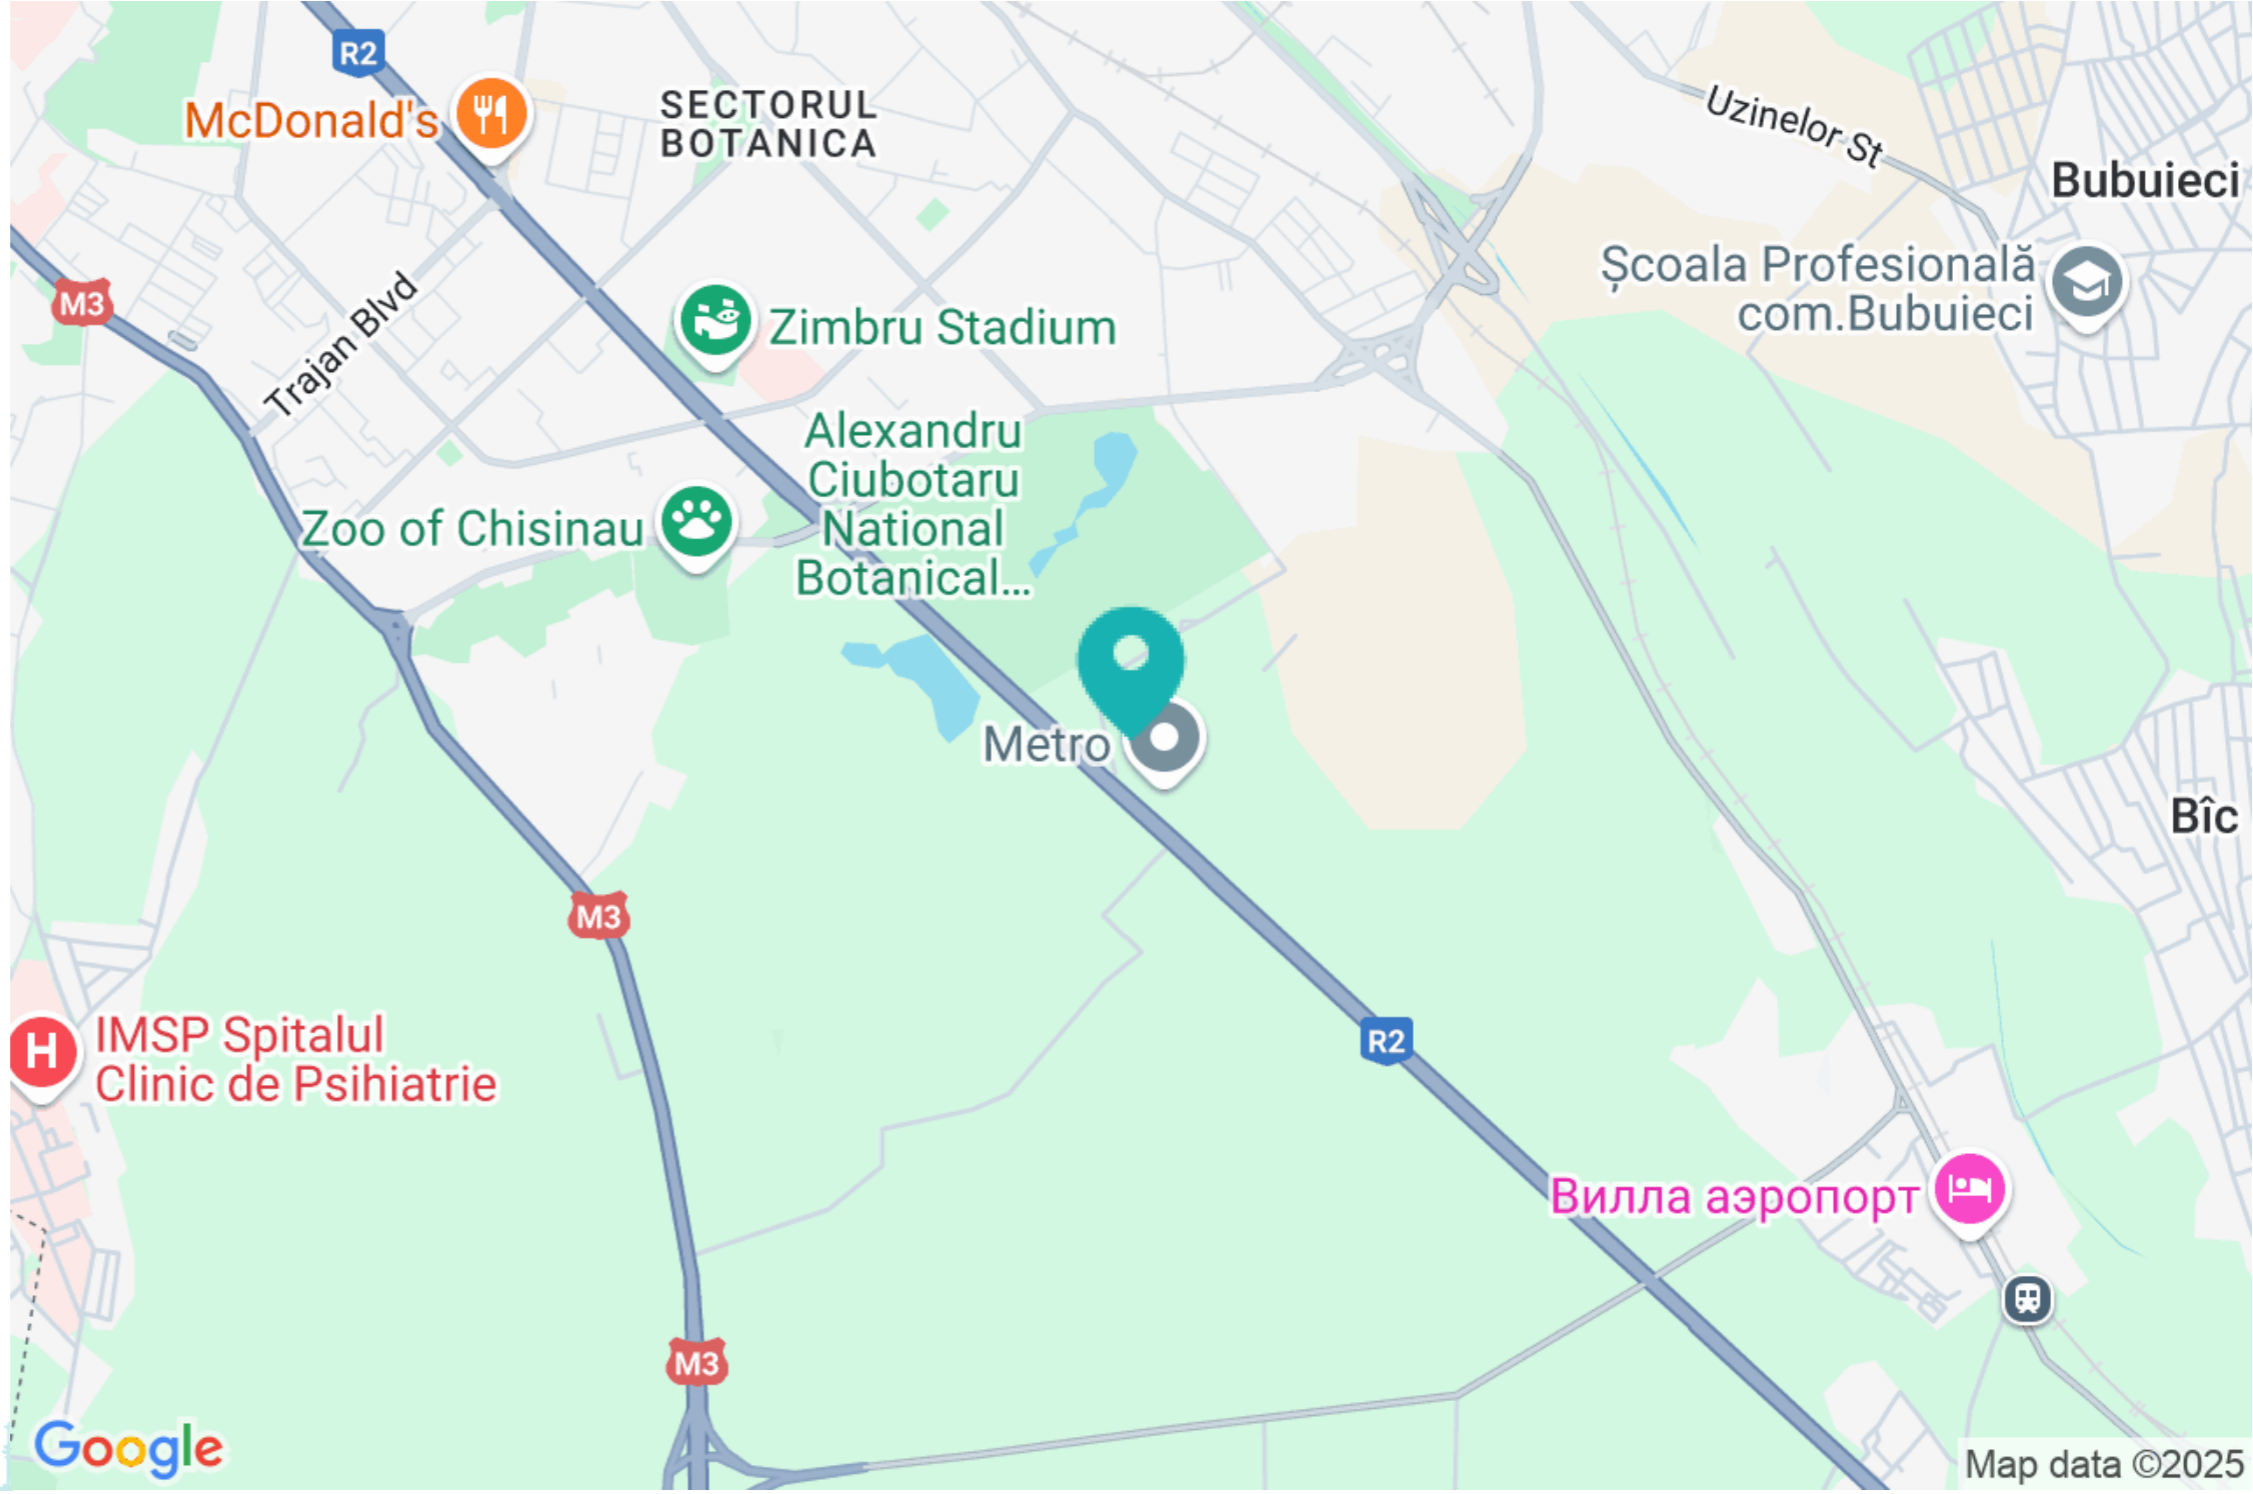 R2
McDonald's
SECTORUL
BOTANICA
Uzinelor St
Bubuieci
M3
Trajan Blvd
Zimbru Stadium
Școala Profesională
com.Bubuieci
Alexandru
Ciubotaru
National
Botanical...
Zoo of Chisinau
Metro
Bîc
M3
IMSP Spitalul
Clinic de Psihiatrie
H
R2
Вилла аэропорт
M3
Google
Map data ©2025